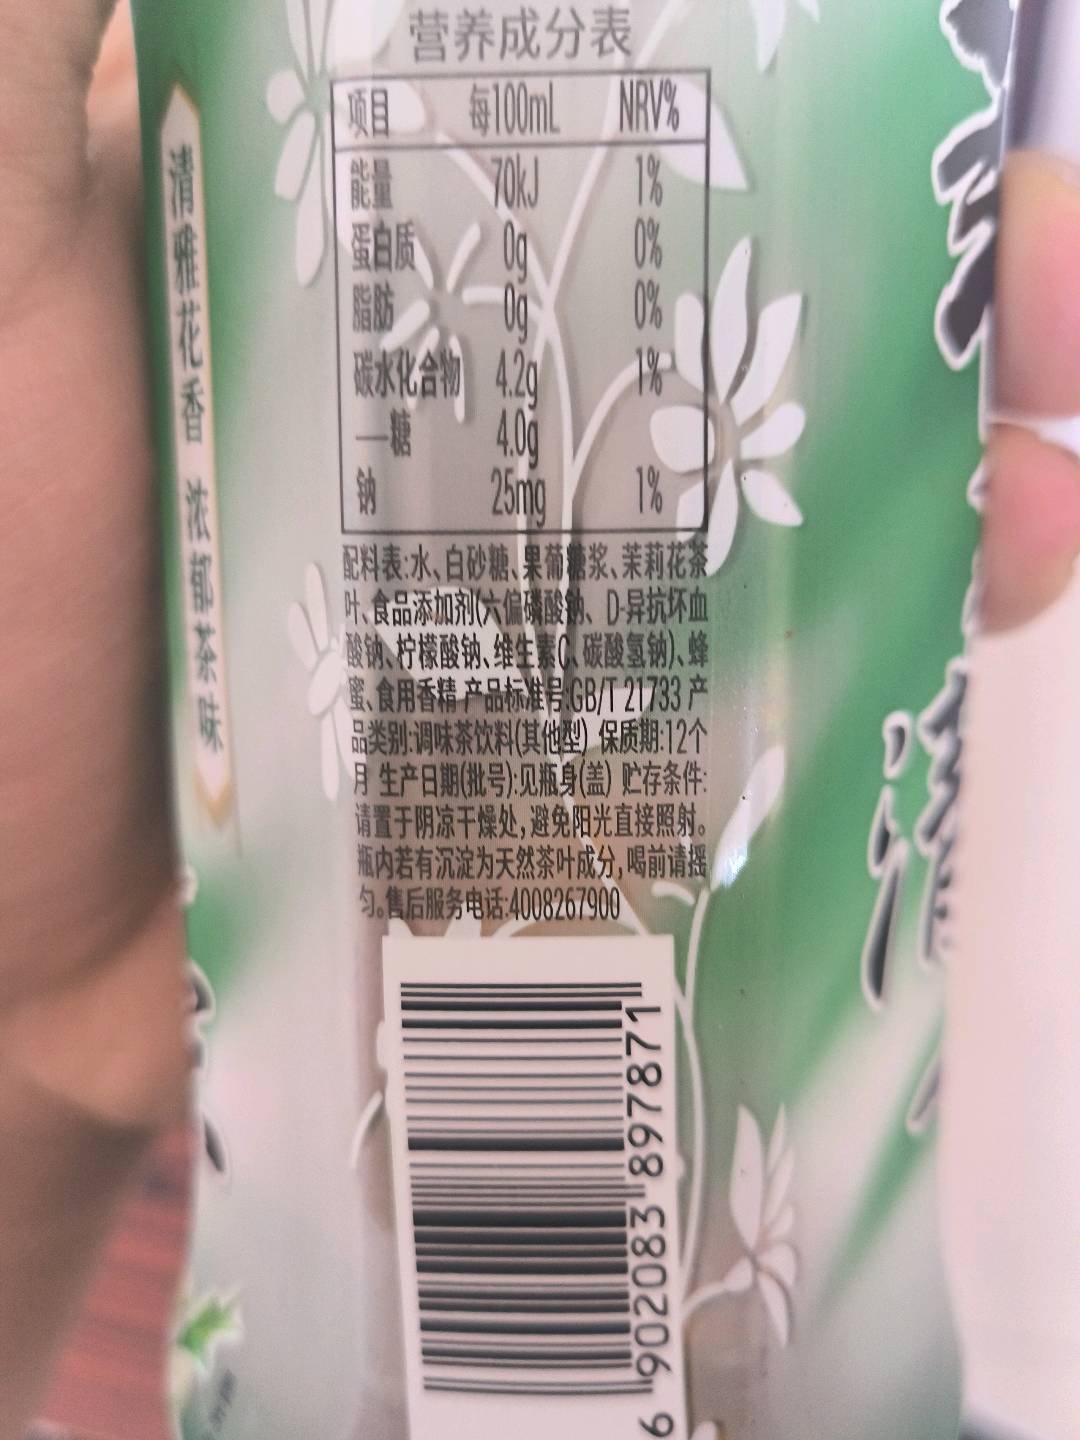 营养成分表
项目 每100mL NRV%
能量 70kJ 1%
蛋白质 0g 0%
脂肪 0g 0%
碳水化合物 4.2g 1%
—糖 4.0g
钠 25mg 1%
配料表:水、白砂糖、果葡糖浆、茉莉花茶
叶、食品添加剂(六偏磷酸钠、D-异抗坏血
酸钠、柠檬酸钠、维生素C、碳酸氢钠)、蜂
蜜、食用香精 产品标准号:GB/T 21733 产
品类别:调味茶饮料(其他型) 保质期:12个
月 生产日期(批号):见瓶身(盖) 贮存条件:
请置于阴凉干燥处,避免阳光直接照射。
瓶内若有沉淀为天然茶叶成分,喝前请摇
匀。售后服务电话:4008267900
6 902083 897871
清雅花香 浓郁茶味